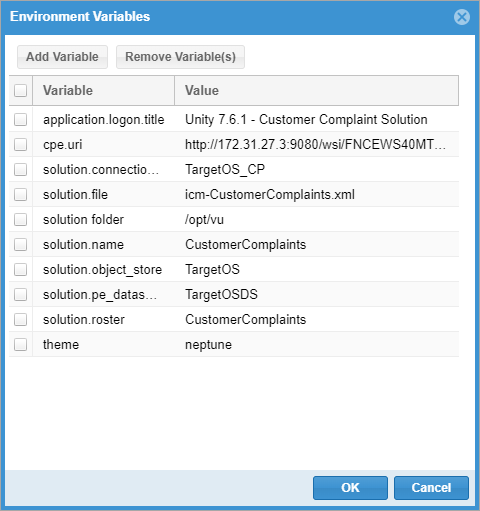 Environment Variables
Add Variable Remove Variable(s)
Variable Value
application.logon.title Unity 7.6.1 - Customer Complaint Solution
cpe.uri http://172.31.27.3:9080/wsi/FNCEWS40MT...
solution.connectio... TargetOS_CP
solution.file icm-CustomerComplaints.xml
solution folder /opt/vu
solution.name CustomerComplaints
solution.object_store TargetOS
solution.pe_datas... TargetOSDS
solution.roster CustomerComplaints
theme neptune
OK Cancel